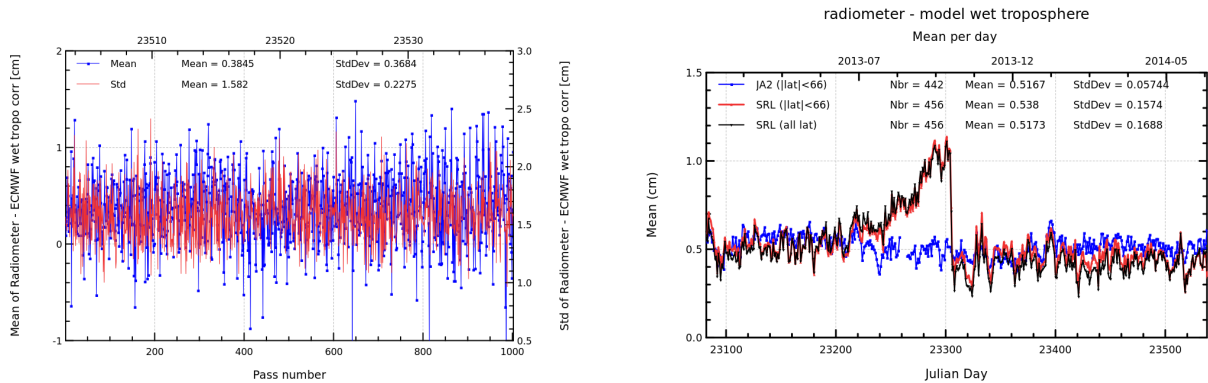 23510 23520 23530
2 3.0
Mean Mean = 0.3845 StdDev = 0.3684
Std Mean = 1.582 StdDev = 0.2275
2.5
1 2.0
1.5
0
1.0
-1 0.5
200 400 600 800 1000
Pass number
Mean of Radiometer - ECMWF wet tropo corr [cm]
Std of Radiometer - ECMWF wet tropo corr [cm]
radiometer - model wet troposphere
Mean per day
2013-07 2013-12 2014-05
1.5
JA2 (|lat|<66) Nbr = 442 Mean = 0.5167 StdDev = 0.05744
SRL (|lat|<66) Nbr = 456 Mean = 0.538 StdDev = 0.1574
SRL (all lat) Nbr = 456 Mean = 0.5173 StdDev = 0.1688
1.0
0.5
0.0
23100 23200 23300 23400 23500
Julian Day
Mean (cm)